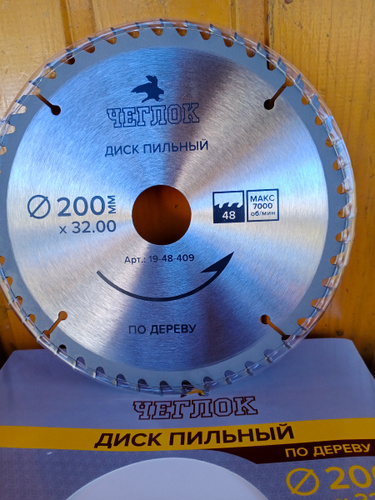 ЧЕГЛОК
ДИСК ПИЛЬНЫЙ
Ø 200 мм
x 32.00
48
МАКС
7000
об/мин
Арт.: 19-48-409
ПО ДЕРЕВУ
ЧЕГЛОК
ДИСК ПИЛЬНЫЙ
ПО ДЕРЕВУ
Ø 200